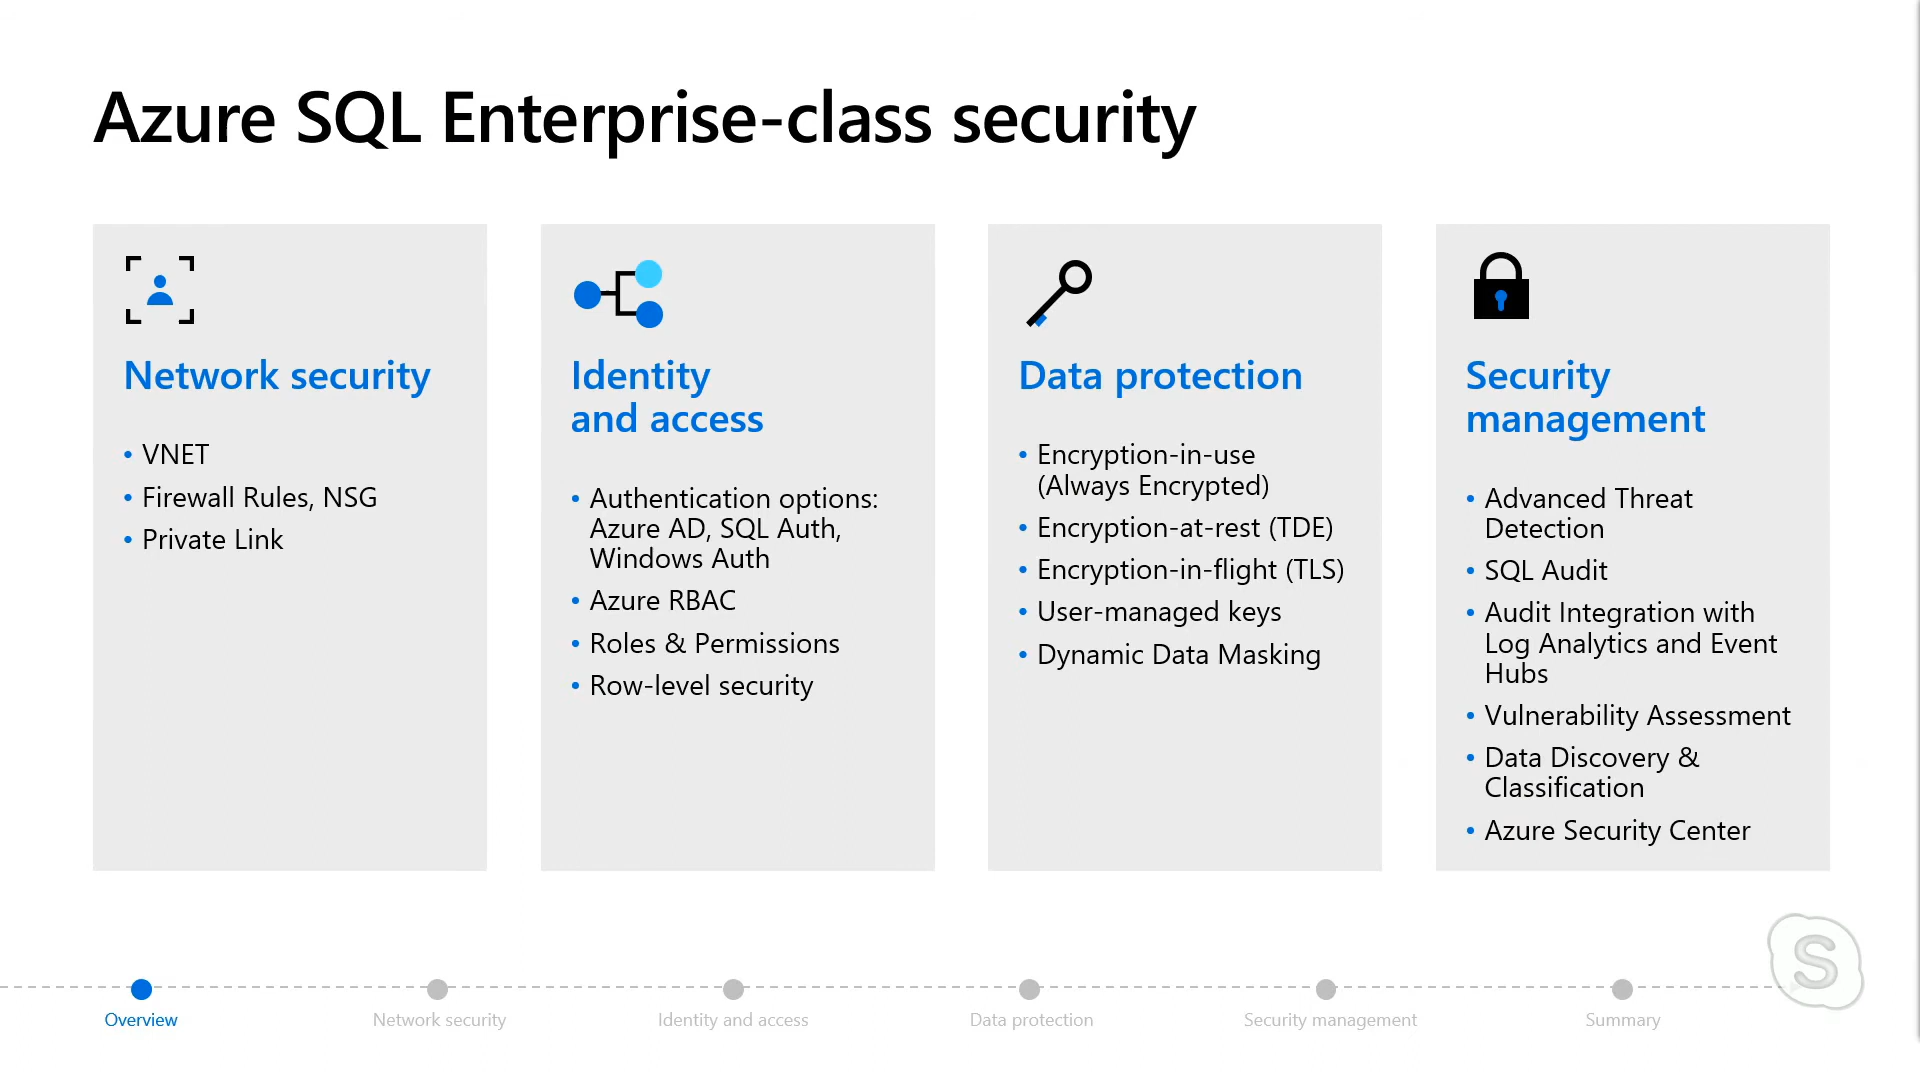 Azure SQL Enterprise-class security
Network security
• VNET
• Firewall Rules, NSG
• Private Link
Identity
and access
• Authentication options:
Azure AD, SQL Auth,
Windows Auth
• Azure RBAC
• Roles & Permissions
• Row-level security
Data protection
• Encryption-in-use
(Always Encrypted)
• Encryption-at-rest (TDE)
• Encryption-in-flight (TLS)
• User-managed keys
• Dynamic Data Masking
Security
management
• Advanced Threat
Detection
• SQL Audit
• Audit Integration with
Log Analytics and Event
Hubs
• Vulnerability Assessment
• Data Discovery &
Classification
• Azure Security Center
S
Overview
Network security
Identity and access
Data protection
Security management
Summary